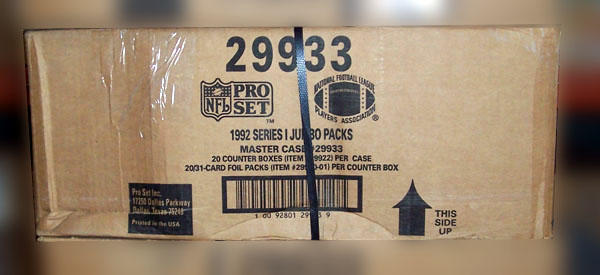 29933
NFL PRO SET
TM
NATIONAL FOOTBALL LEAGUE
PLAYERS ASSOCIATION
1992 SERIES I PACKS
MASTER CASE #29933
20 COUNTER BOXES (ITEM PER CASE
20/31-CARD FOIL PACKS (ITEM PER COUNTER BOX
Pro Set Inc.
17250 Dallas Parkway
Dallas, Texas 75248
Printed in the USA
THIS
SIDE
UP